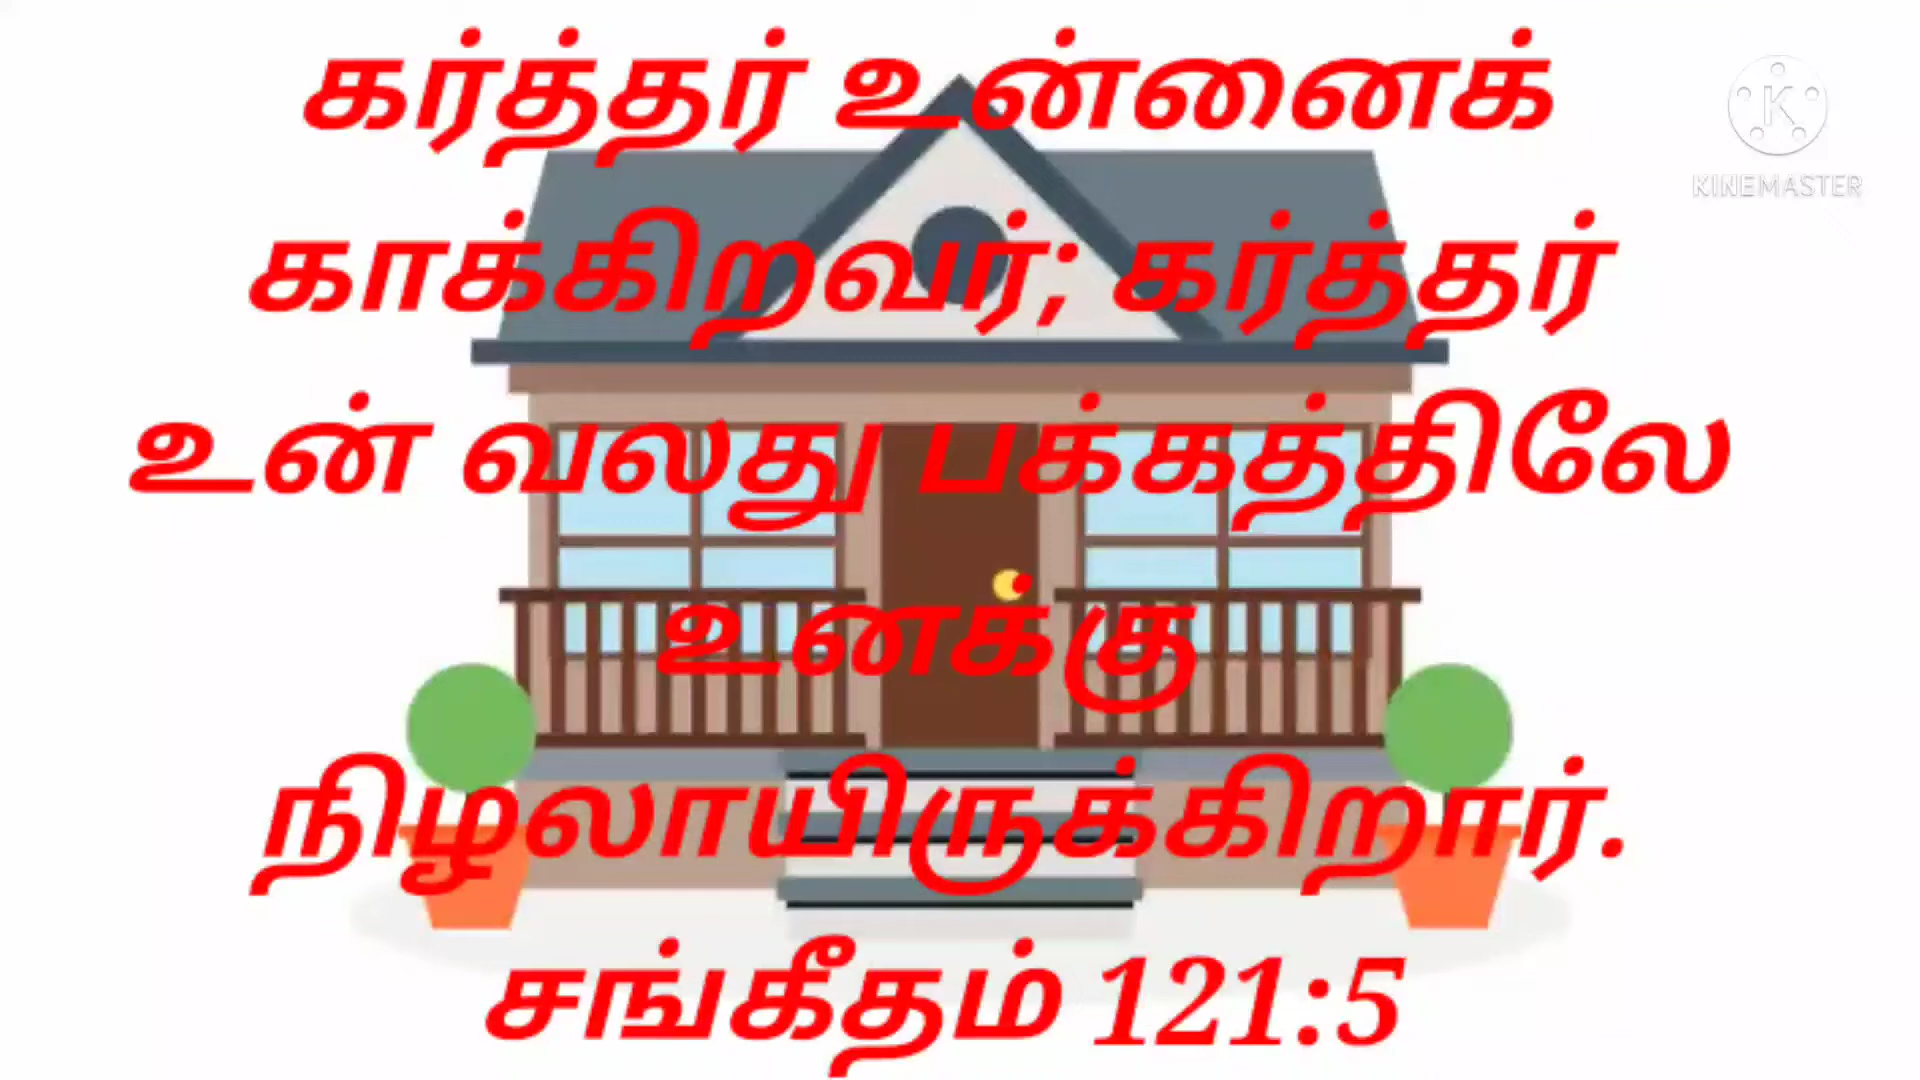 கர்த்தர் உன்னைக்
காக்கிறவர்; கர்த்தர்
உன் வலது பக்கத்திலே
உனக்கு
நிழலாயிருக்கிறார்.
சங்கீதம் 121:5
K
KINEMASTER